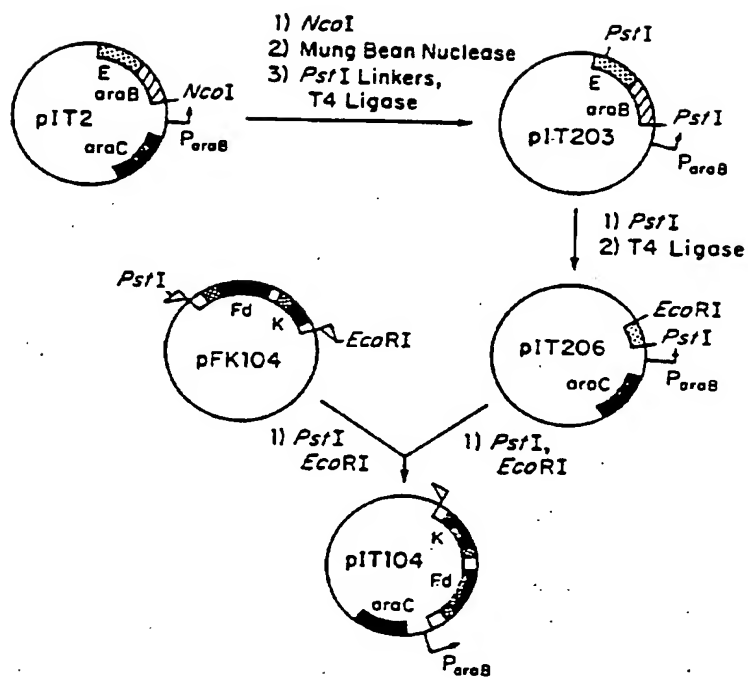 1) NcoI
2) Mung Bean Nuclease
3) PstI Linkers,
T4 Ligase
E
araB
NcoI
pIT2
araC
ParaB
PstI
E
araB
PstI
pIT203
ParaB
1) PstI
2) T4 Ligase
PstI
Fd
K
EcoRI
pFK104
EcoRI
PstI
pIT206
araC
ParaB
1) PstI
EcoRI
1) PstI,
EcoRI
K
pIT104
Fd
araC
ParaB